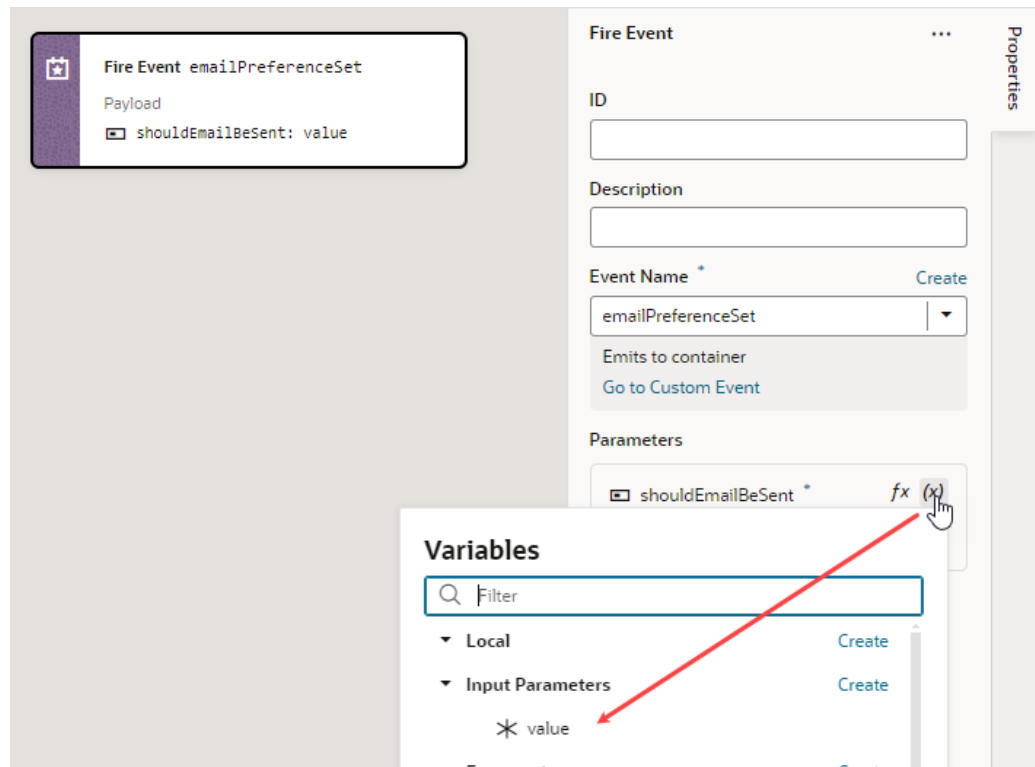 Fire Event emailPreferenceSet
Payload
shouldEmailBeSent: value
Fire Event
Properties
ID
Description
Event Name *
Create
emailPreferenceSet
Emits to container
Go to Custom Event
Parameters
shouldEmailBeSent *
fx (x)
Variables
Filter
Local
Create
Input Parameters
Create
value